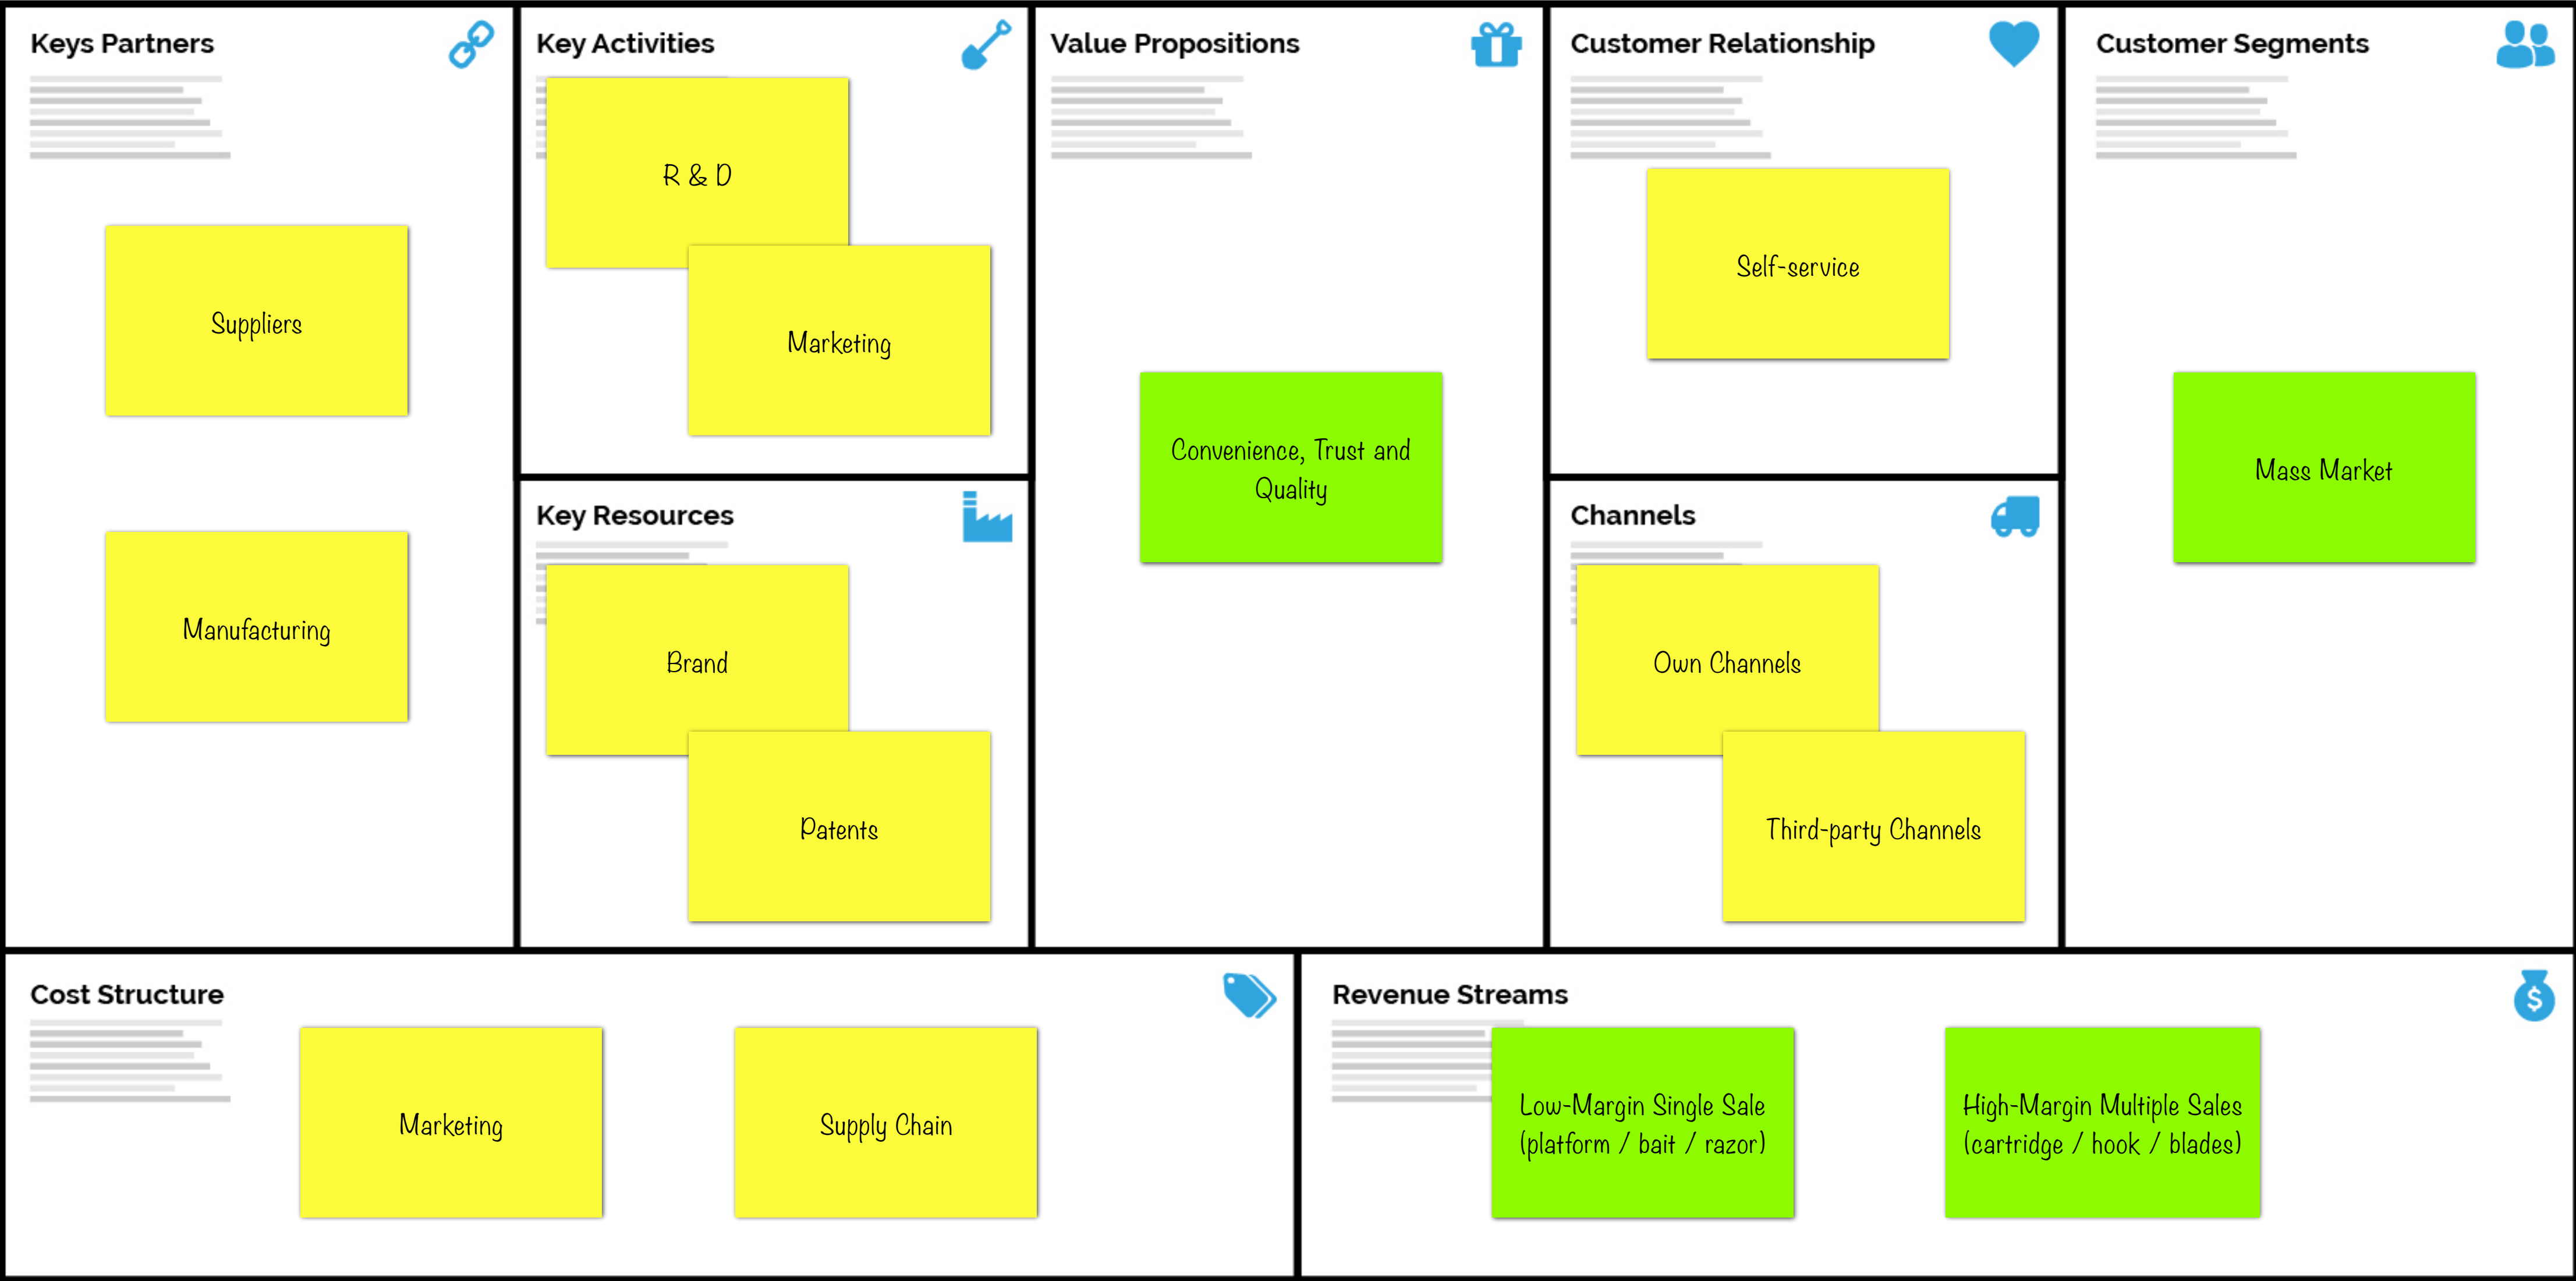 Keys Partners
Suppliers
Manufacturing
Key Activities
R & D
Marketing
Key Resources
Brand
Patents
Value Propositions
Convenience, Trust and
Quality
Customer Relationship
Self-service
Channels
Own Channels
Third-party Channels
Customer Segments
Mass Market
Cost Structure
Marketing
Supply Chain
Revenue Streams
Low-Margin Single Sale
(platform / bait / razor)
High-Margin Multiple Sales
(cartridge / hook / blades)
$